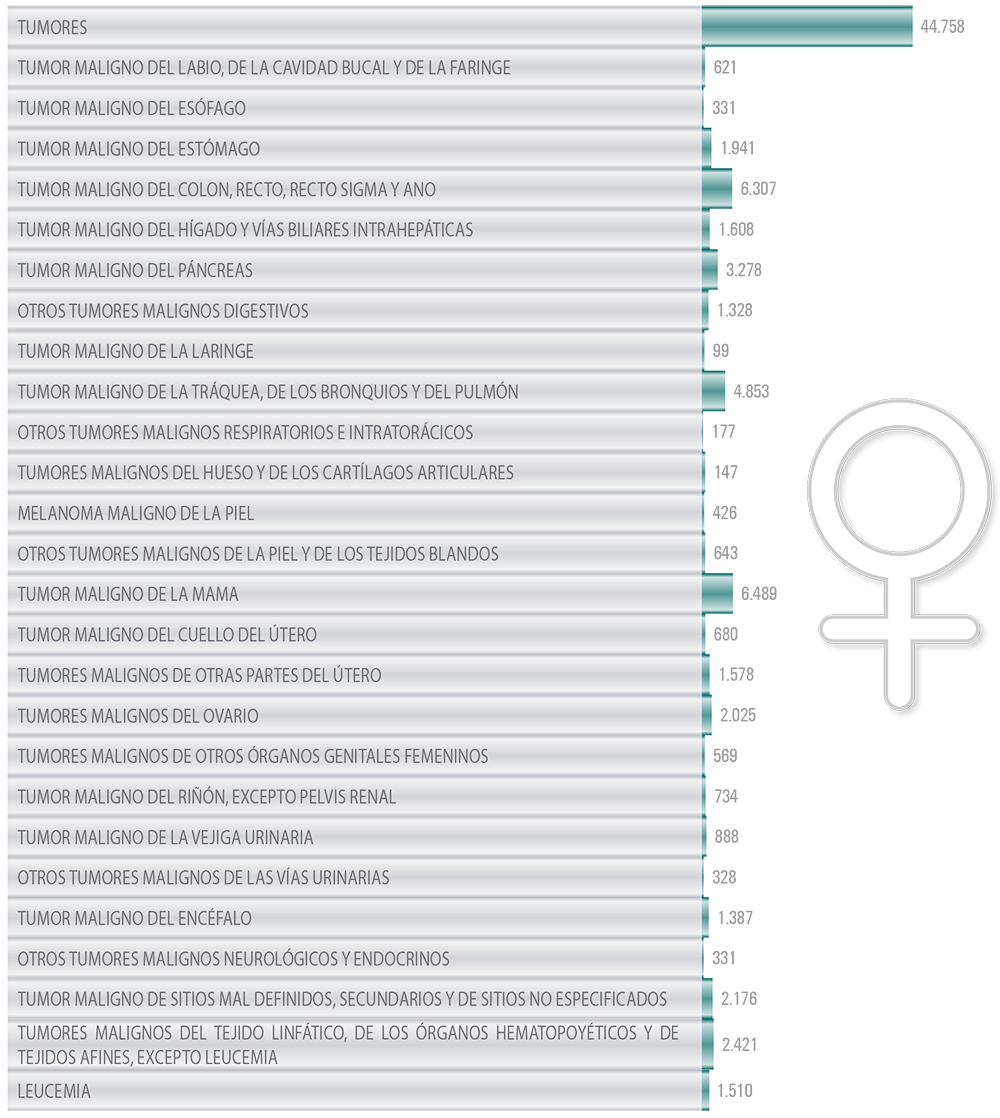 TUMORES 44.758
TUMOR MALIGNO DEL LABIO, DE LA CAVIDAD BUCAL Y DE LA FARINGE 621
TUMOR MALIGNO DEL ESÓFAGO 331
TUMOR MALIGNO DEL ESTÓMAGO 1.941
TUMOR MALIGNO DEL COLON, RECTO, RECTO SIGMA Y ANO 6.307
TUMOR MALIGNO DEL HÍGADO Y VÍAS BILIARES INTRAHEPÁTICAS 1.608
TUMOR MALIGNO DEL PÁNCREAS 3.278
OTROS TUMORES MALIGNOS DIGESTIVOS 1.328
TUMOR MALIGNO DE LA LARINGE 99
TUMOR MALIGNO DE LA TRÁQUEA, DE LOS BRONQUIOS Y DEL PULMÓN 4.853
OTROS TUMORES MALIGNOS RESPIRATORIOS E INTRATORÁCICOS 177
TUMORES MALIGNOS DEL HUESO Y DE LOS CARTÍLAGOS ARTICULARES 147
MELANOMA MALIGNO DE LA PIEL 426
OTROS TUMORES MALIGNOS DE LA PIEL Y DE LOS TEJIDOS BLANDOS 643
TUMOR MALIGNO DE LA MAMA 6.489
TUMOR MALIGNO DEL CUELLO DEL ÚTERO 680
TUMORES MALIGNOS DE OTRAS PARTES DEL ÚTERO 1.578
TUMORES MALIGNOS DEL OVARIO 2.025
TUMORES MALIGNOS DE OTROS ÓRGANOS GENITALES FEMENINOS 569
TUMOR MALIGNO DEL RIÑÓN, EXCEPTO PELVIS RENAL 734
TUMOR MALIGNO DE LA VEJIGA URINARIA 888
OTROS TUMORES MALIGNOS DE LAS VÍAS URINARIAS 328
TUMOR MALIGNO DEL ENCÉFALO 1.387
OTROS TUMORES MALIGNOS NEUROLÓGICOS Y ENDOCRINOS 331
TUMOR MALIGNO DE SITIOS MAL DEFINIDOS, SECUNDARIOS Y DE SITIOS NO ESPECIFICADOS 2.176
TUMORES MALIGNOS DEL TEJIDO LINFÁTICO, DE LOS ÓRGANOS HEMATOPOYÉTICOS Y DE
TEJIDOS AFINES, EXCEPTO LEUCEMIA 2.421
LEUCEMIA 1.510